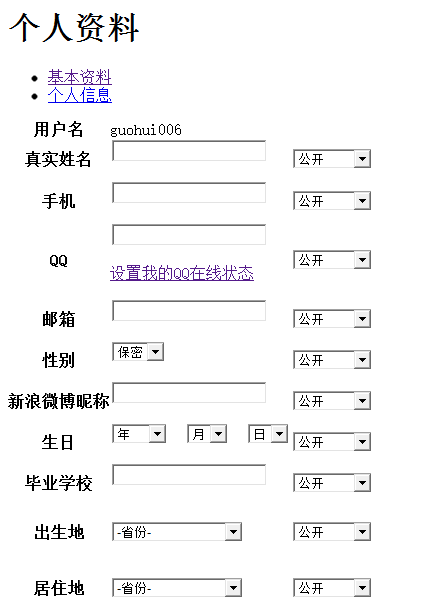 个人资料
基本资料
个人信息
用户名 guohui006
真实姓名 公开
手机 公开
QQ 公开
设置我的QQ在线状态
邮箱 公开
性别 保密 公开
新浪微博昵称 公开
生日 年 月 日 公开
毕业学校 公开
出生地 -省份- 公开
居住地 -省份- 公开